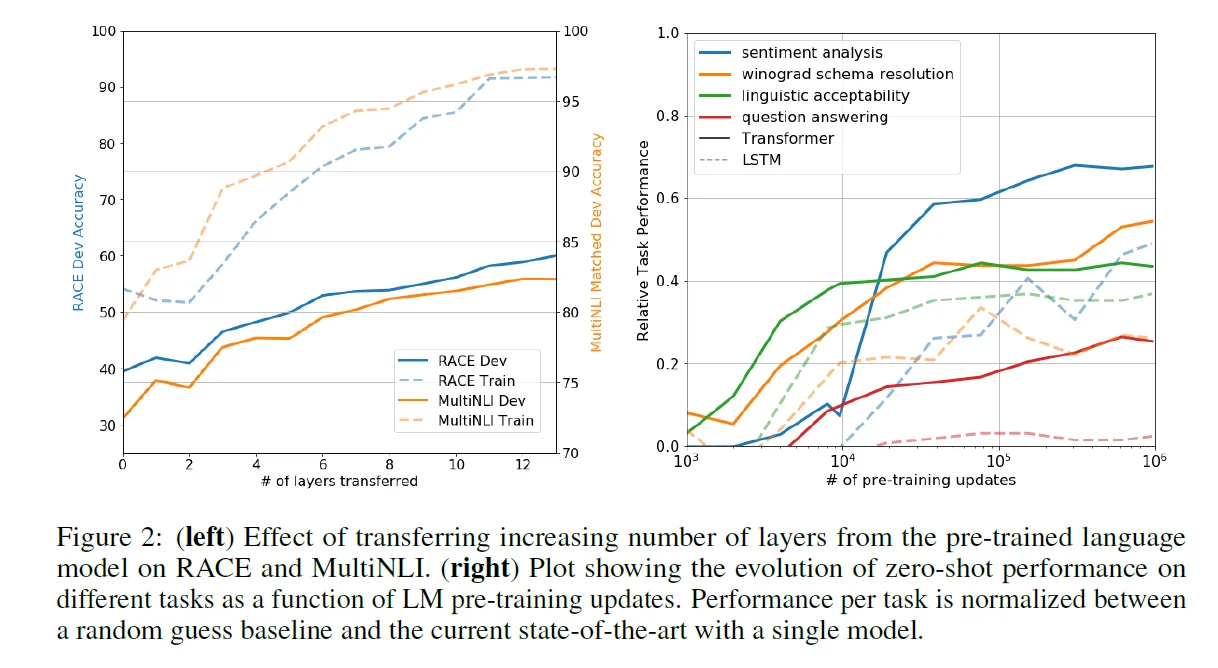 100
90
80
70
60
50
40
30
RACE Dev Accuracy
100
95
90
85
80
75
70
MultiNLI Matched Dev Accuracy
RACE Dev
RACE Train
MultiNLI Dev
MultiNLI Train
0 2 4 6 8 10 12
# of layers transferred
1.0
0.8
0.6
0.4
0.2
0.0
Relative Task Performance
sentiment analysis
winograd schema resolution
linguistic acceptability
question answering
Transformer
LSTM
10³ 10⁴ 10⁵ 10⁶
# of pre-training updates
Figure 2: (left) Effect of transferring increasing number of layers from the pre-trained language
model on RACE and MultiNLI. (right) Plot showing the evolution of zero-shot performance on
different tasks as a function of LM pre-training updates. Performance per task is normalized between
a random guess baseline and the current state-of-the-art with a single model.